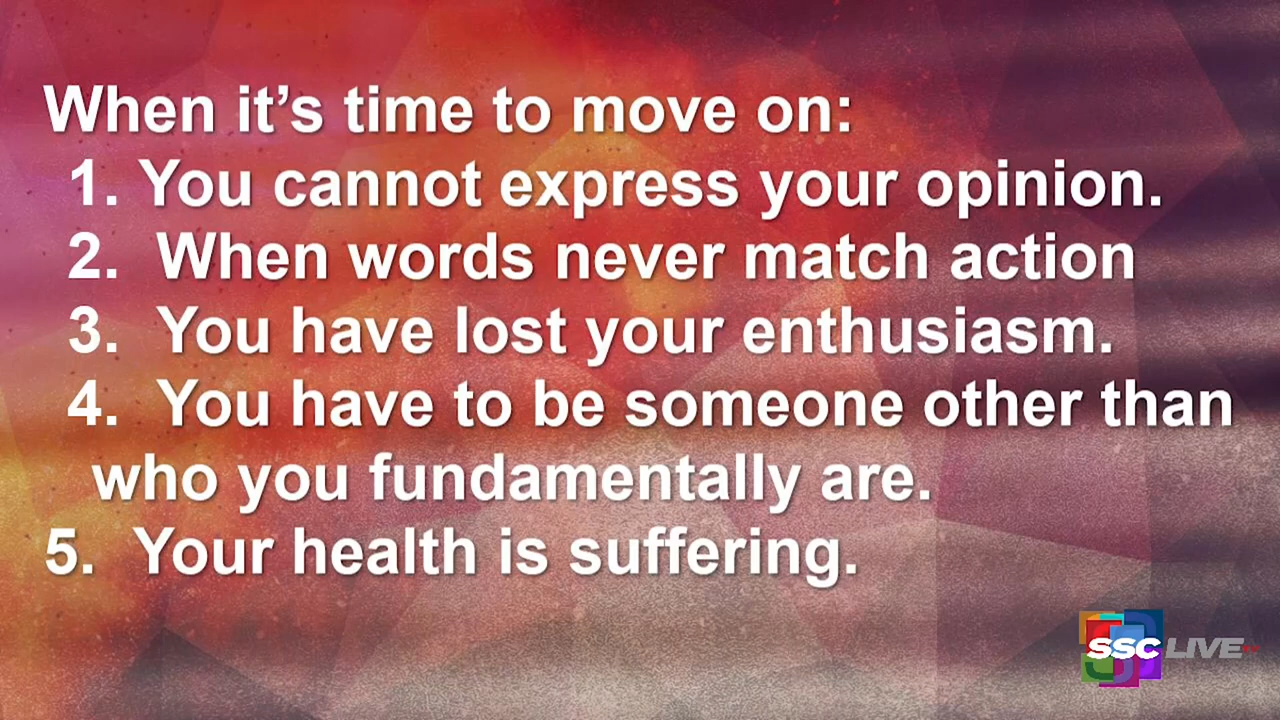 When it’s time to move on:
1. You cannot express your opinion.
2. When words never match action
3. You have lost your enthusiasm.
4. You have to be someone other than
who you fundamentally are.
5. Your health is suffering.
SSC LIVE